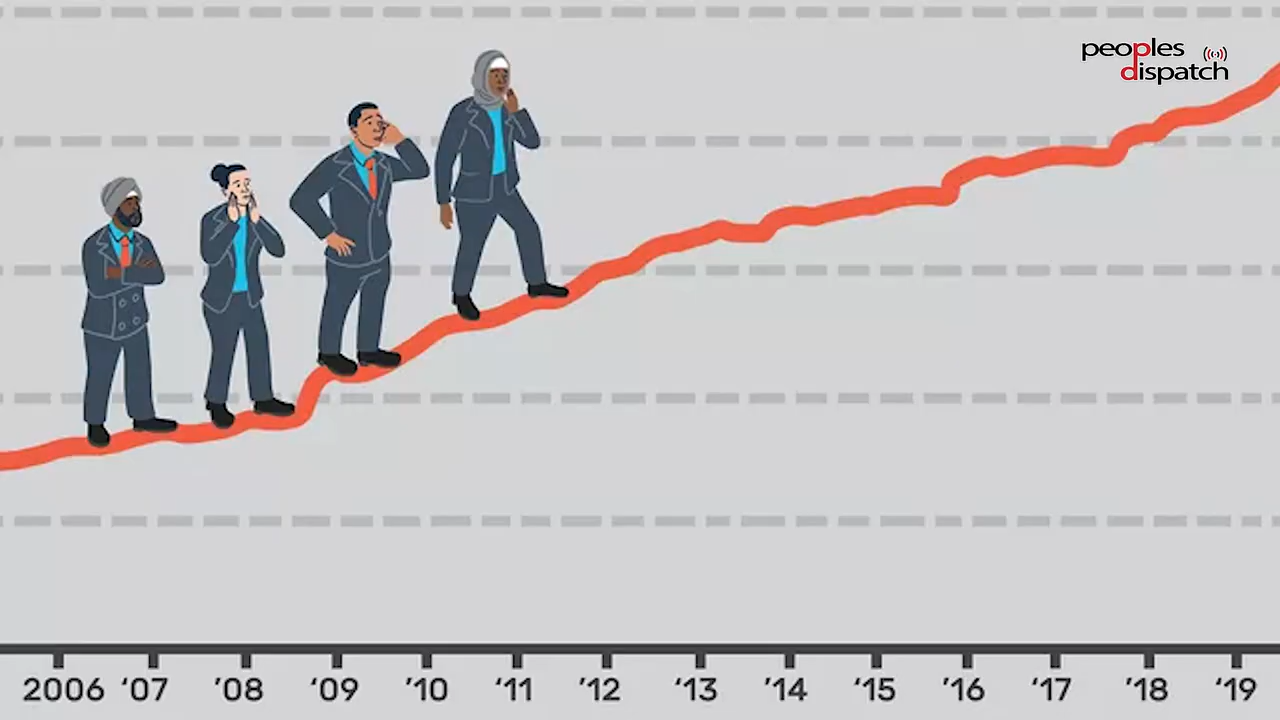 peoples
dispatch
2006 ‘07 ’08 ‘09 ’10 ‘11 ’12 ‘13 ’14 ‘15 ’16 ‘17 ’18 ‘19